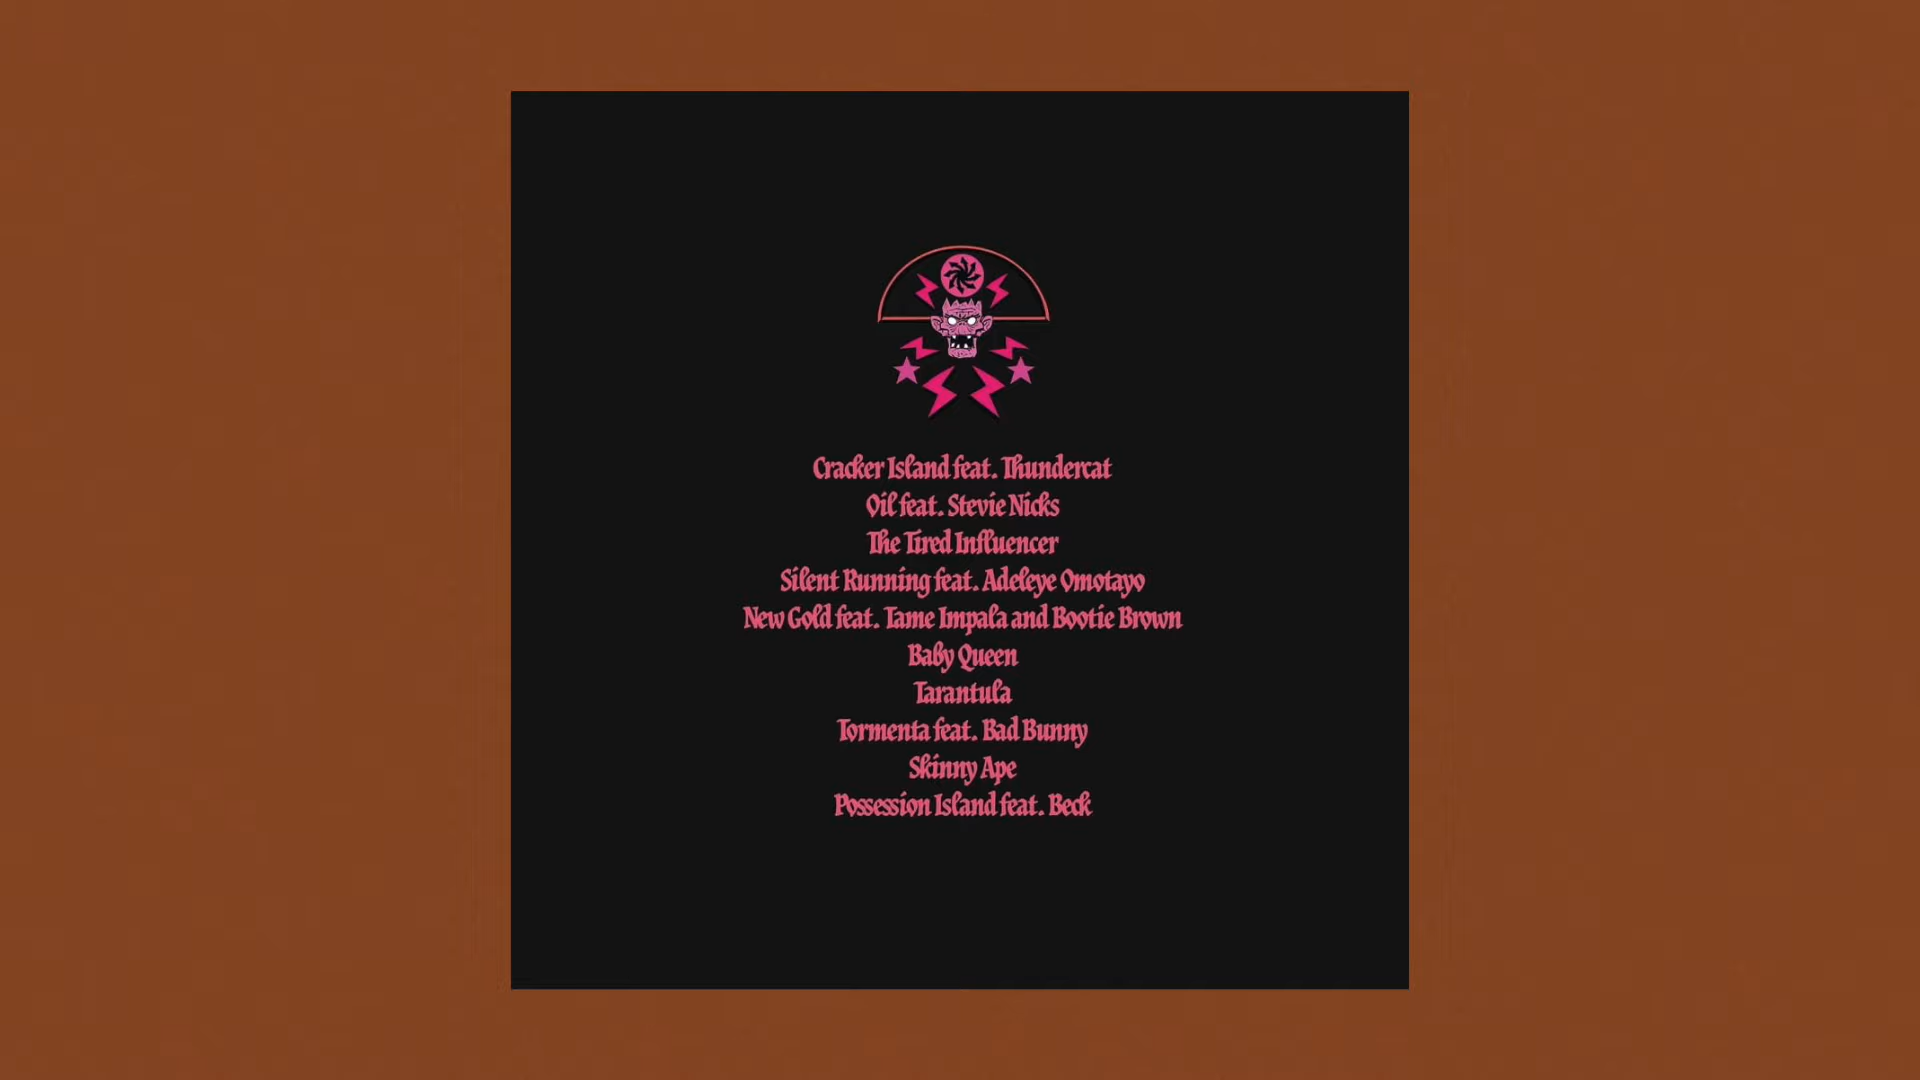 Cracker Island feat. Thundercat
Oil feat. Stevie Nicks
The Tired Influencer
Silent Running feat. Adeleye Omotayo
New Gold feat. Tame Impala and Bootie Brown
Baby Queen
Tarantula
Tormenta feat. Bad Bunny
Skinny Ape
Possession Island feat. Beck